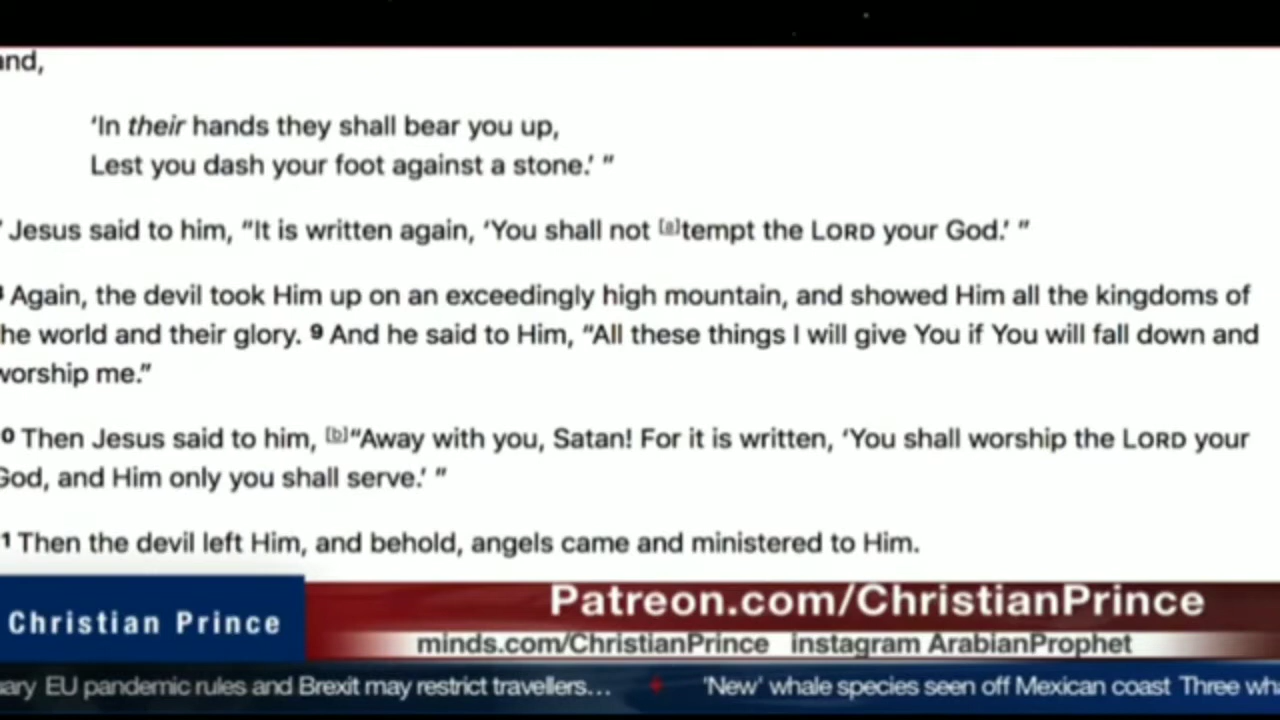 and,
‘In their hands they shall bear you up,
Lest you dash your foot against a stone.’ ”
Jesus said to him, “It is written again, ‘You shall not [a]tempt the LORD your God.’ ”
Again, the devil took Him up on an exceedingly high mountain, and showed Him all the kingdoms of
he world and their glory. 9 And he said to Him, “All these things I will give You if You will fall down and
worship me.”
0 Then Jesus said to him, [b]“Away with you, Satan! For it is written, ‘You shall worship the LORD your
God, and Him only you shall serve.’ ”
1 Then the devil left Him, and behold, angels came and ministered to Him.
Christian Prince
Patreon.com/ChristianPrince
minds.com/ChristianPrince instagram ArabianProphet
ary EU pandemic rules and Brexit may restrict travellers... 'New' whale species seen off Mexican coast Three wh